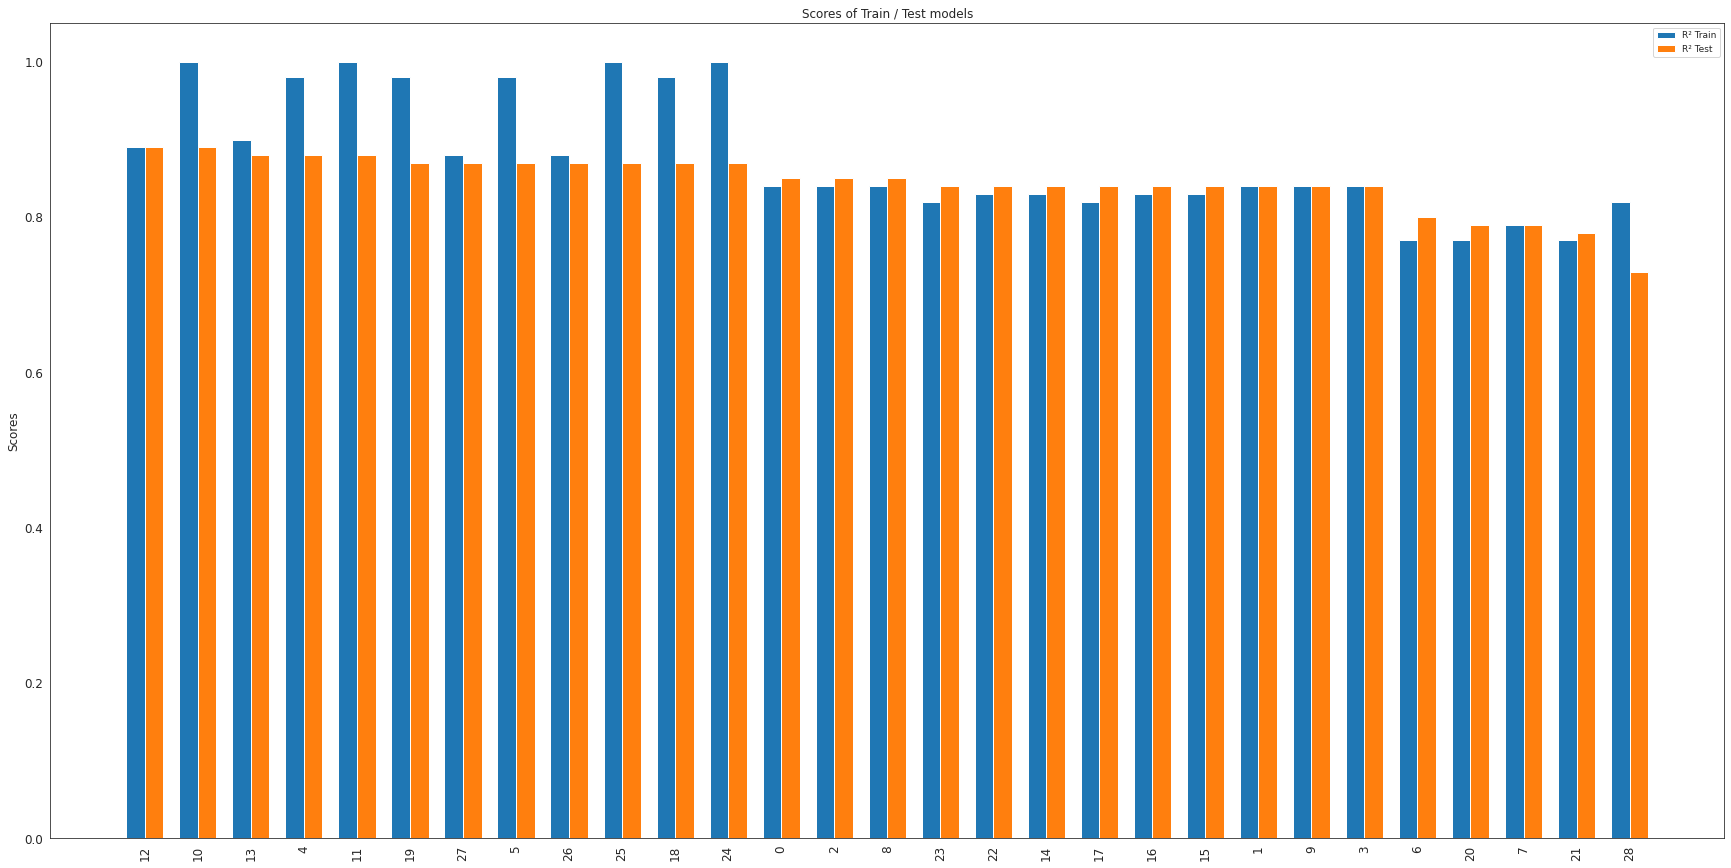 Scores of Train / Test models
R² Train
R² Test
Scores
1.0
0.8
0.6
0.4
0.2
0.0
12 10 13 4 11 19 27 5 26 25 18 24 0 2 8 23 22 14 17 16 15 1 9 3 6 20 7 21 28